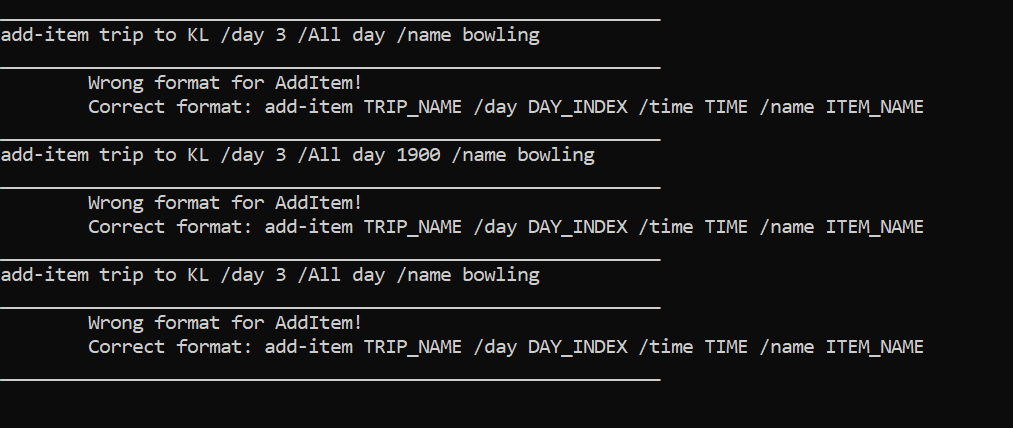 add-item trip to KL /day 3 /All day /name bowling
Wrong format for AddItem!
Correct format: add-item TRIP_NAME /day DAY_INDEX /time TIME /name ITEM_NAME
add-item trip to KL /day 3 /All day 1900 /name bowling
Wrong format for AddItem!
Correct format: add-item TRIP_NAME /day DAY_INDEX /time TIME /name ITEM_NAME
add-item trip to KL /day 3 /All day /name bowling
Wrong format for AddItem!
Correct format: add-item TRIP_NAME /day DAY_INDEX /time TIME /name ITEM_NAME